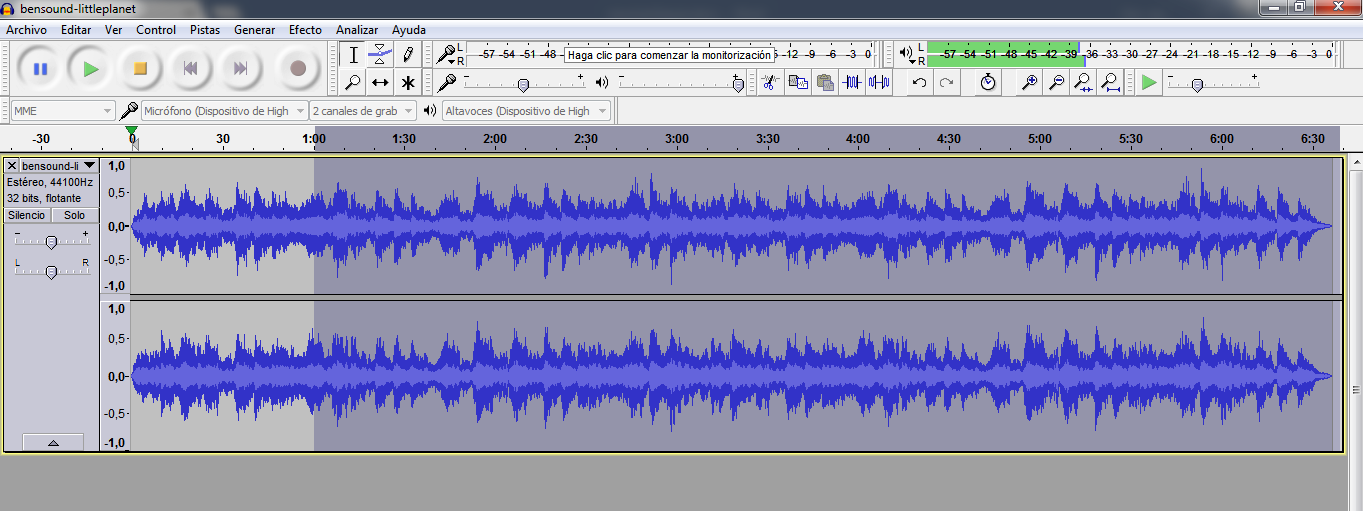 bensound-littleplanet
Archivo Editar Ver Control Pistas Generar Efecto Analizar Ayuda
L
R
-57 -54 -51 -48 Haga clic para comenzar la monitorización -12 -9 -6 -3 0
L
R
-57 -54 -51 -48 -45 -42 -39 -36 -33 -30 -27 -24 -21 -18 -15 -12 -9 -6 -3 0
- +
- +
MME Micrófono (Dispositivo de High 2 canales de grab Altavoces (Dispositivo de High
-30 0 30 1:00 1:30 2:00 2:30 3:00 3:30 4:00 4:30 5:00 5:30 6:00 6:30
bensound-li
Estéreo, 44100Hz
32 bits, flotante
Silencio Solo
- +
L R
1,0
0,5-
0,0-
-0,5-
-1,0
1,0
0,5-
0,0-
-0,5-
-1,0